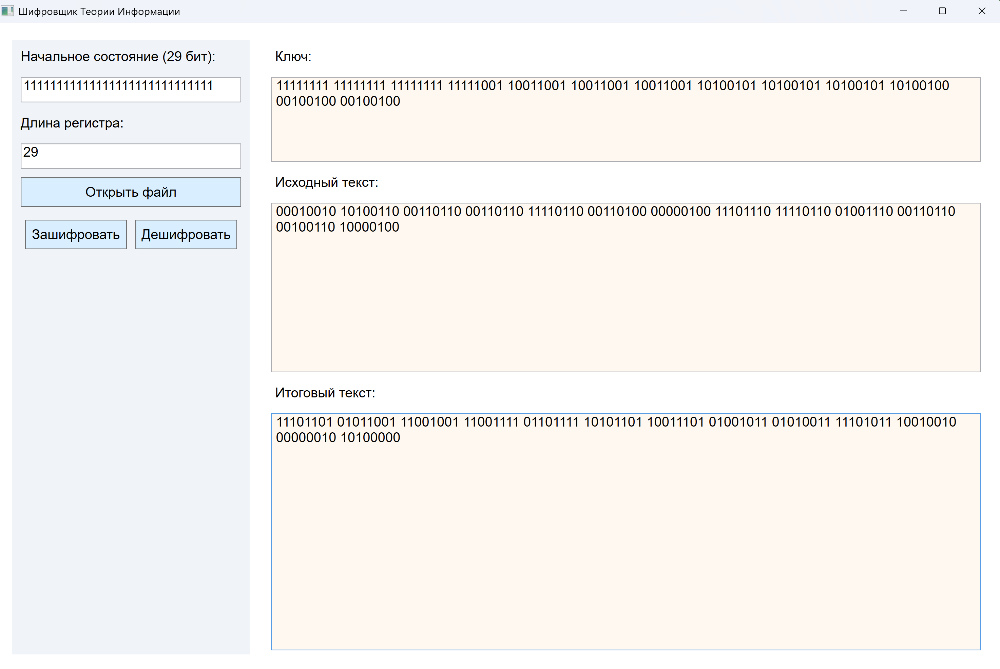 Шифровщик Теории Информации
Начальное состояние (29 бит):
11111111111111111111111111111
Длина регистра:
29
Открыть файл
Зашифровать Дешифровать
Ключ:
11111111 11111111 11111111 11111001 10011001 10011001 10011001 10100101 10100101 10100101 10100100
00100100 00100100
Исходный текст:
00010010 10100110 00110110 00110110 11110110 00110100 00000100 11101110 11110110 01001110 00110110
00100110 10000100
Итоговый текст:
11101101 01011001 11001001 11001111 01101111 10101101 10011101 01001011 01010011 11101011 10010010
00000010 10100000